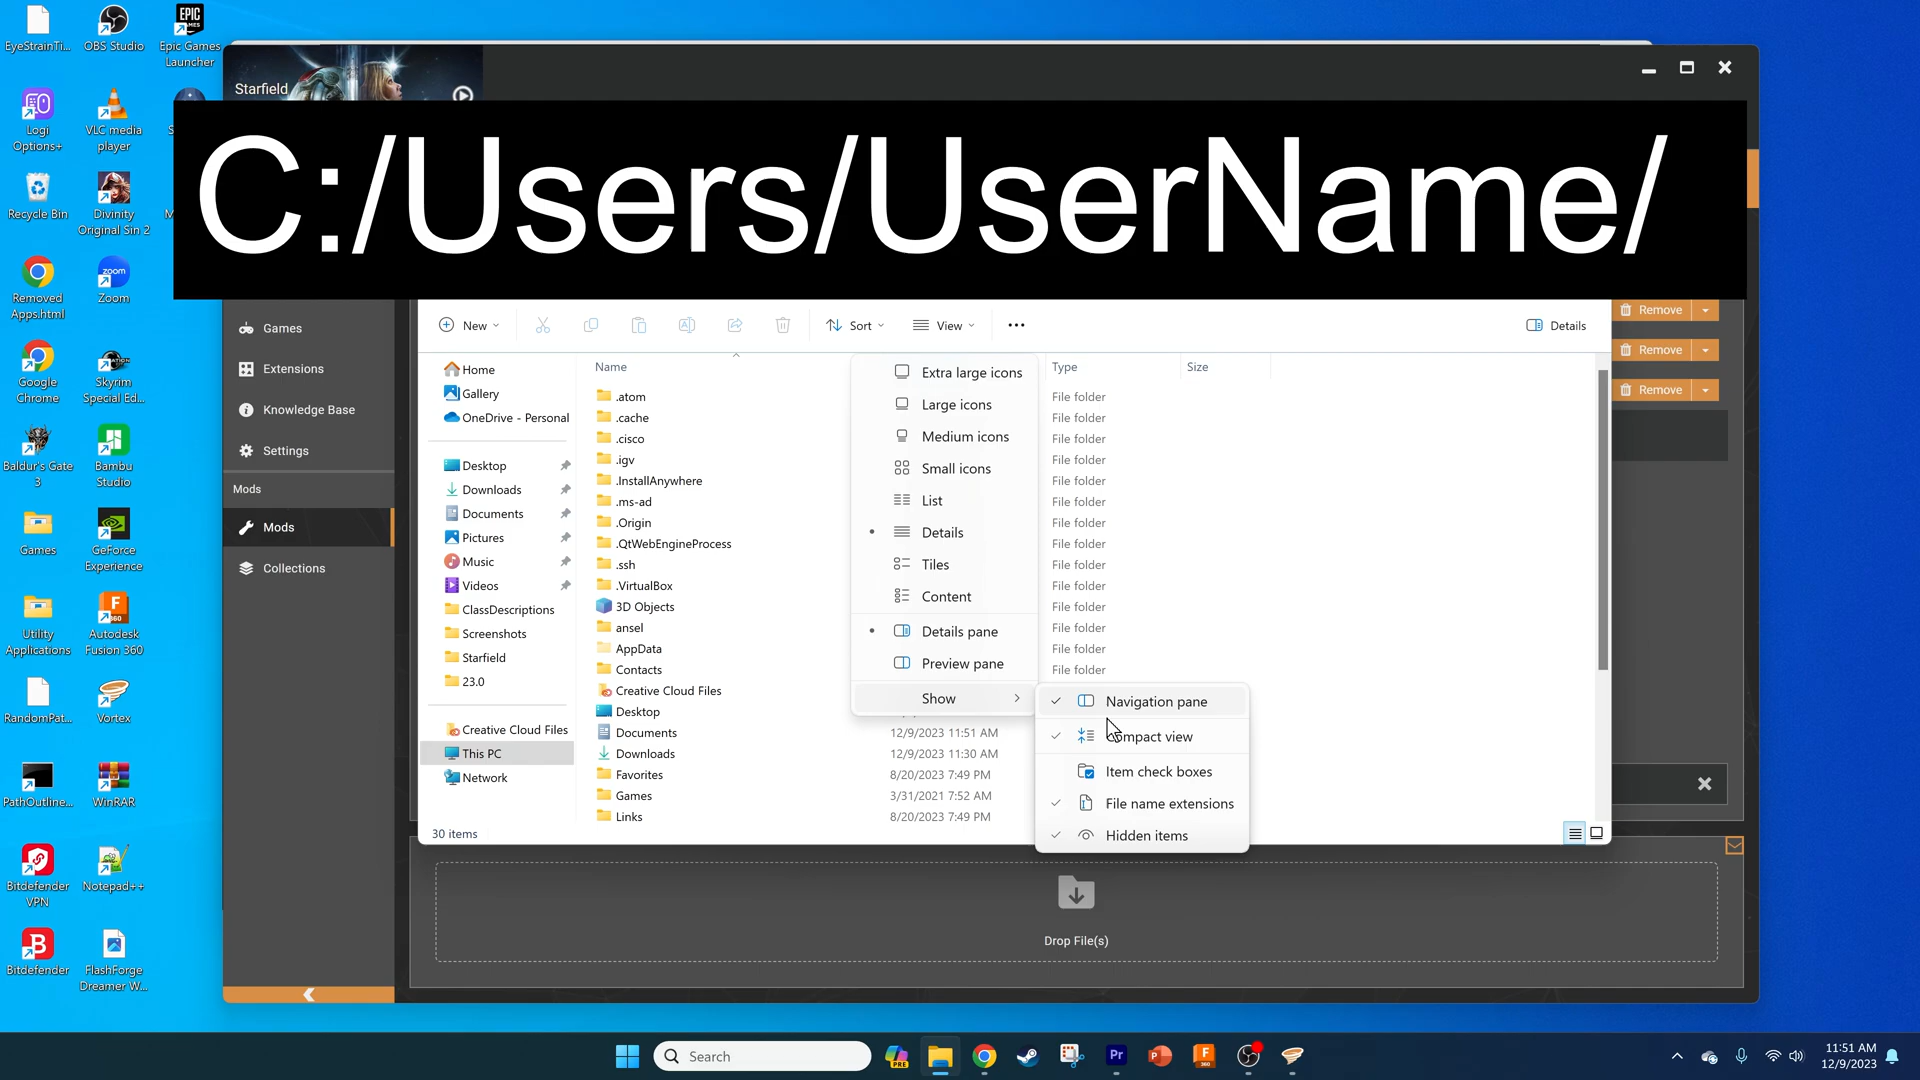 EyeStrainTi...
OBS Studio
Epic Games
Launcher
EPIC
GAMES
Starfield
C:/Users/UserName/
Logi
Options+
VLC media
player
Recycle Bin
Divinity
Original Sin 2
Removed
Apps.html
zoom
Zoom
Google
Chrome
Skyrim
Special Ed...
Baldur's Gate
3
Bambu
Studio
Games
GeForce
Experience
Utility
Applications
Autodesk
Fusion 360
RandomPat...
Vortex
PathOutline...
WinRAR
Bitdefender
VPN
Notepad++
Bitdefender
FlashForge
Dreamer W...
Games
Extensions
Knowledge Base
Settings
Mods
Mods
Collections
New
Sort
View
Details
Remove
Remove
Remove
Home
Gallery
OneDrive - Personal
Desktop
Downloads
Documents
Pictures
Music
Videos
ClassDescriptions
Screenshots
Starfield
23.0
Creative Cloud Files
This PC
Network
Name
Type
Size
.atom
File folder
.cache
File folder
.cisco
File folder
.igv
File folder
.InstallAnywhere
File folder
.ms-ad
File folder
.Origin
File folder
.QtWebEngineProcess
File folder
.ssh
File folder
.VirtualBox
File folder
3D Objects
File folder
ansel
File folder
AppData
File folder
Contacts
File folder
Creative Cloud Files
Desktop
Documents
12/9/2023 11:51 AM
Downloads
12/9/2023 11:30 AM
Favorites
8/20/2023 7:49 PM
Games
3/31/2021 7:52 AM
Links
8/20/2023 7:49 PM
Extra large icons
Large icons
Medium icons
Small icons
List
Details
Tiles
Content
Details pane
Preview pane
Show
Navigation pane
Compact view
Item check boxes
File name extensions
Hidden items
30 items
Drop File(s)
Search
PRE
Pr
11:51 AM
12/9/2023